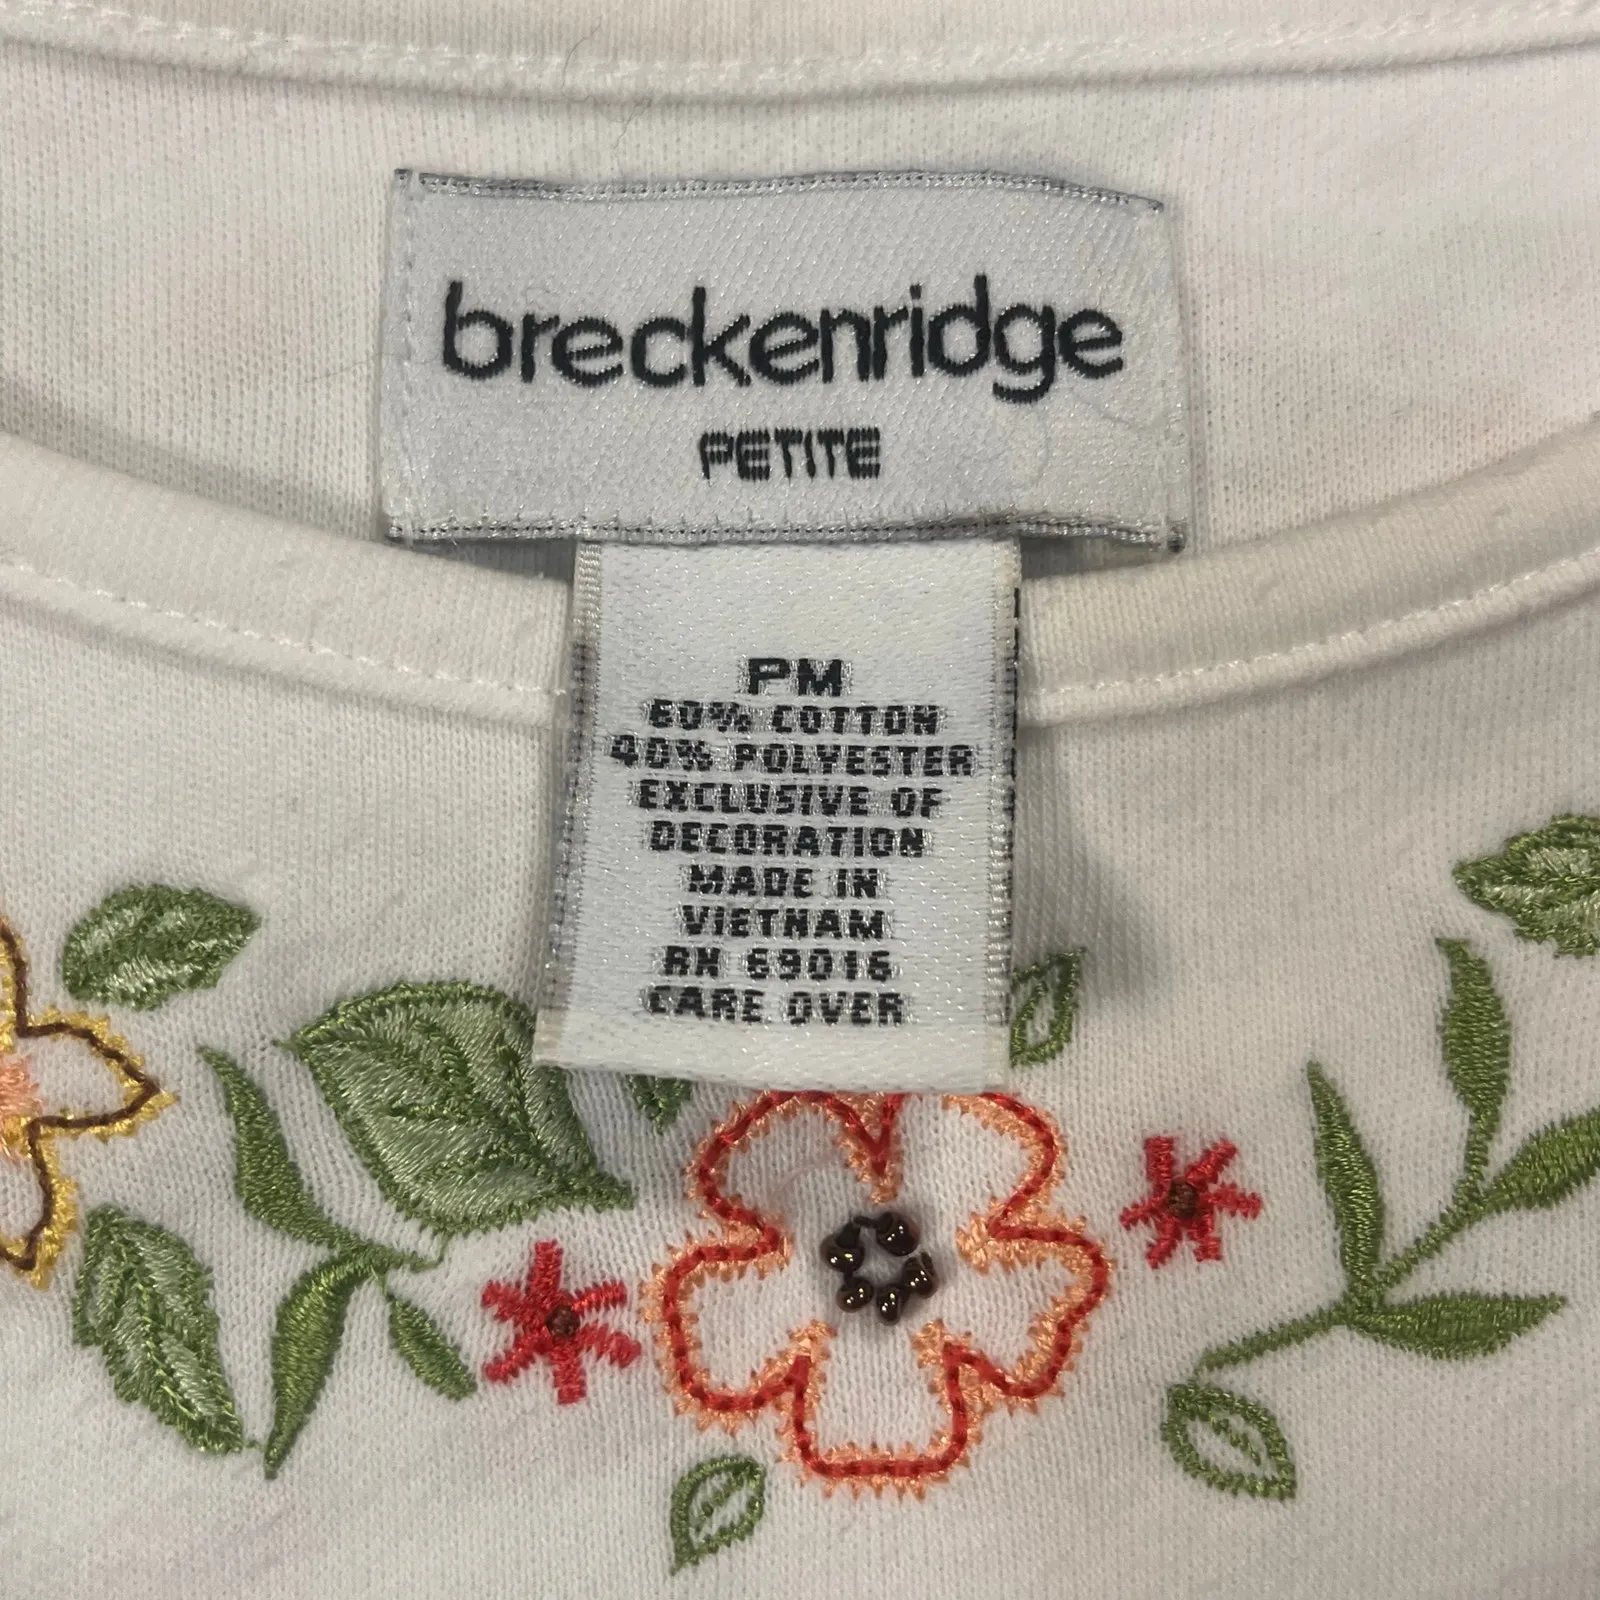 breckenridge
PETITE
PM
60% COTTON
40% POLYESTER
EXCLUSIVE OF
DECORATION
MADE IN
VIETNAM
RN 69016
CARE OVER